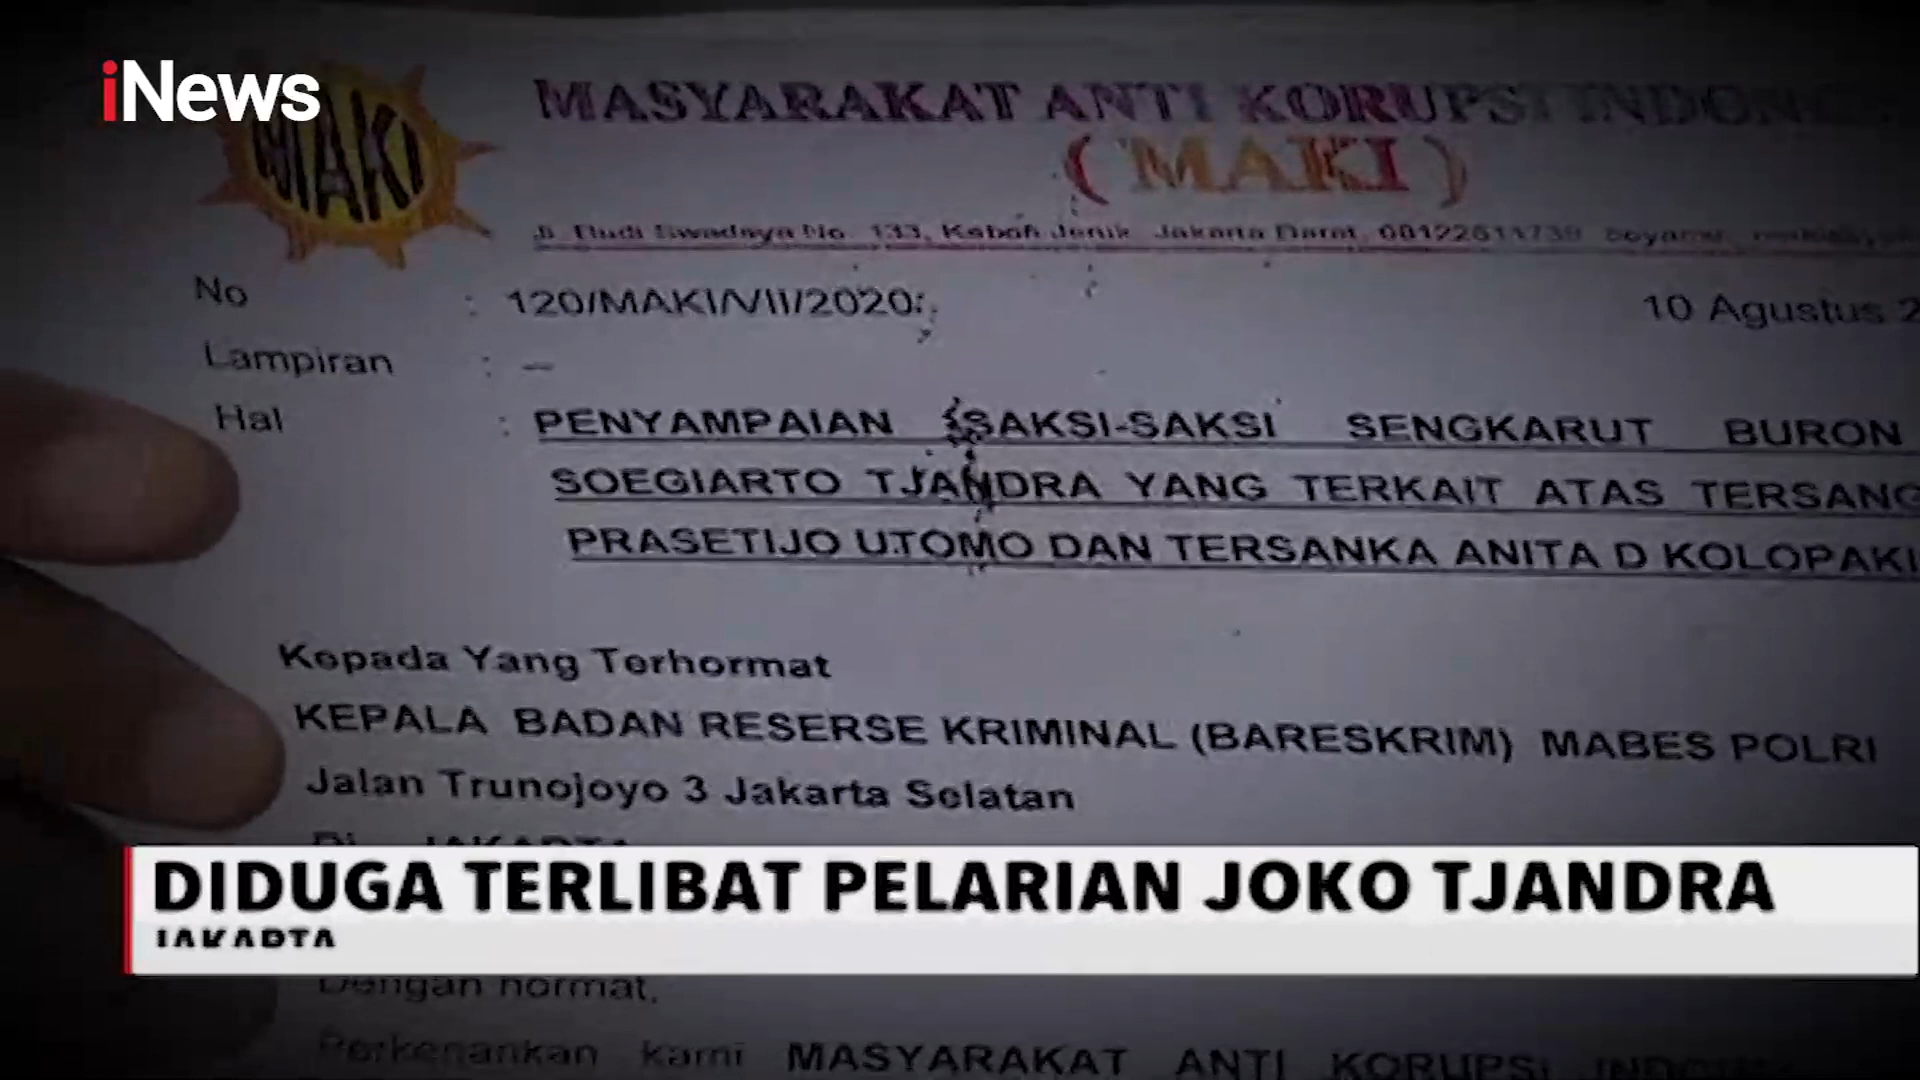 iNews
MAKI
MASYARAKAT ANTI KORUPSI
( MAKI )
No : 120/MAKI/VII/2020
10 Agustus 2
Lampiran : –
Hal : PENYAMPAIAN SAKSI-SAKSI SENGKARUT BURON
SOEGIARTO TJANDRA YANG TERKAIT ATAS TERSANG
PRASETIJO UTOMO DAN TERSANKA ANITA D KOLOPAKI
Kepada Yang Terhormat
KEPALA BADAN RESERSE KRIMINAL (BARESKRIM) MABES POLRI
Jalan Trunojoyo 3 Jakarta Selatan
DIDUGA TERLIBAT PELARIAN JOKO TJANDRA
JAKARTA
Dengan hormat,
Perkenankan kami MASYARAKAT ANTI KORUPSI